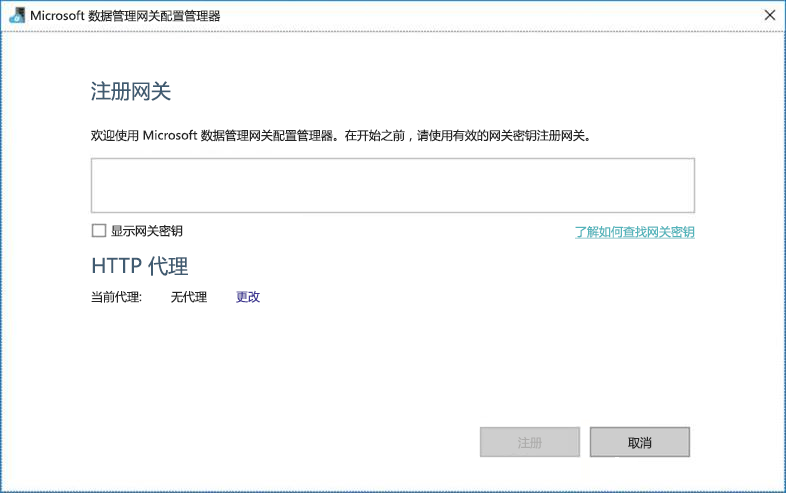 Microsoft 数据管理网关配置管理器
注册网关
欢迎使用 Microsoft 数据管理网关配置管理器。在开始之前，请使用有效的网关密钥注册网关。
显示网关密钥 了解如何查找网关密钥
HTTP 代理
当前代理: 无代理 更改
注册 取消